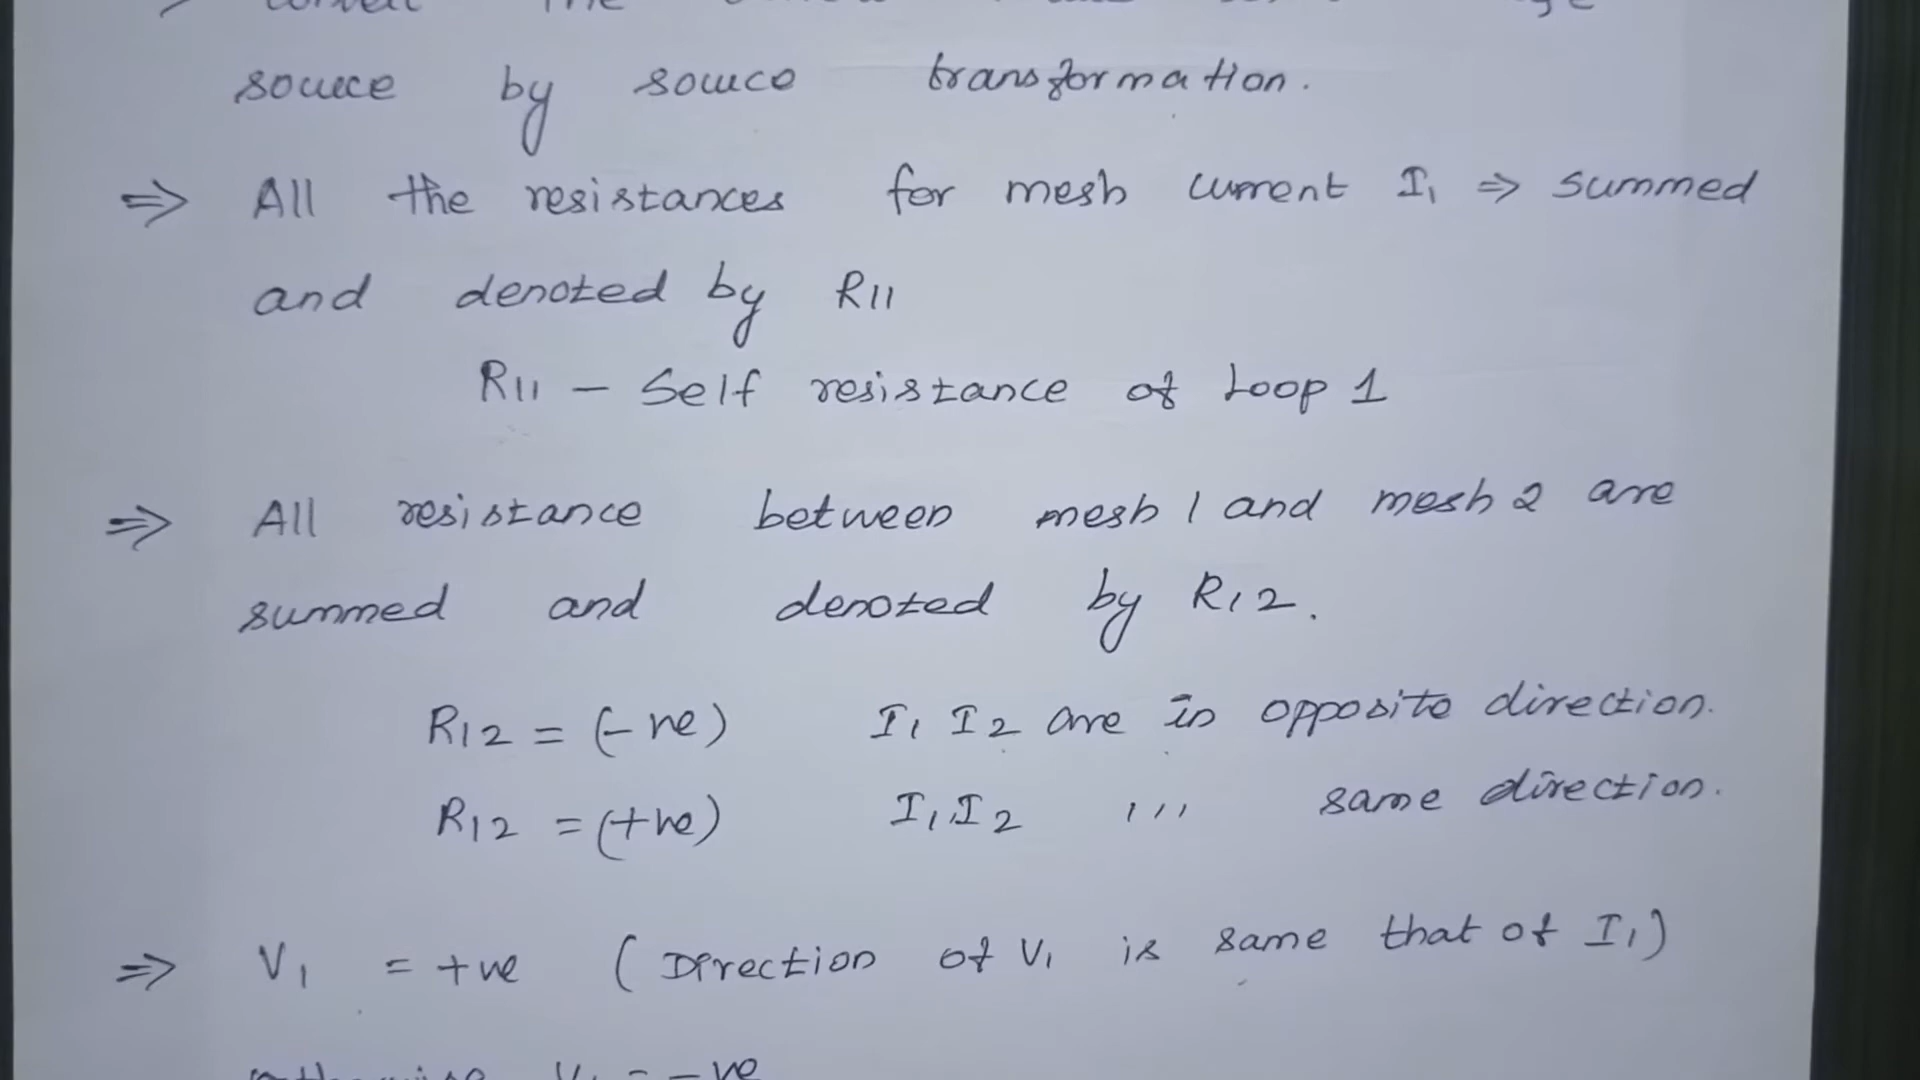 The
souce by souce transformation.
⇒ All the resistances for mesh current I₁ ⇒ summed
and denoted by R11
R11 - Self resistance of Loop 1
⇒ All resistance between mesh 1 and mesh 2 are
summed and denoted by R12.
R12 = (-ve) I₁ I2 are in opposite direction.
R12 = (+ve) I₁, I2 ,,, same direction.
⇒ V₁ = +ve ( Direction of V₁ is same that of I₁)
= -ve